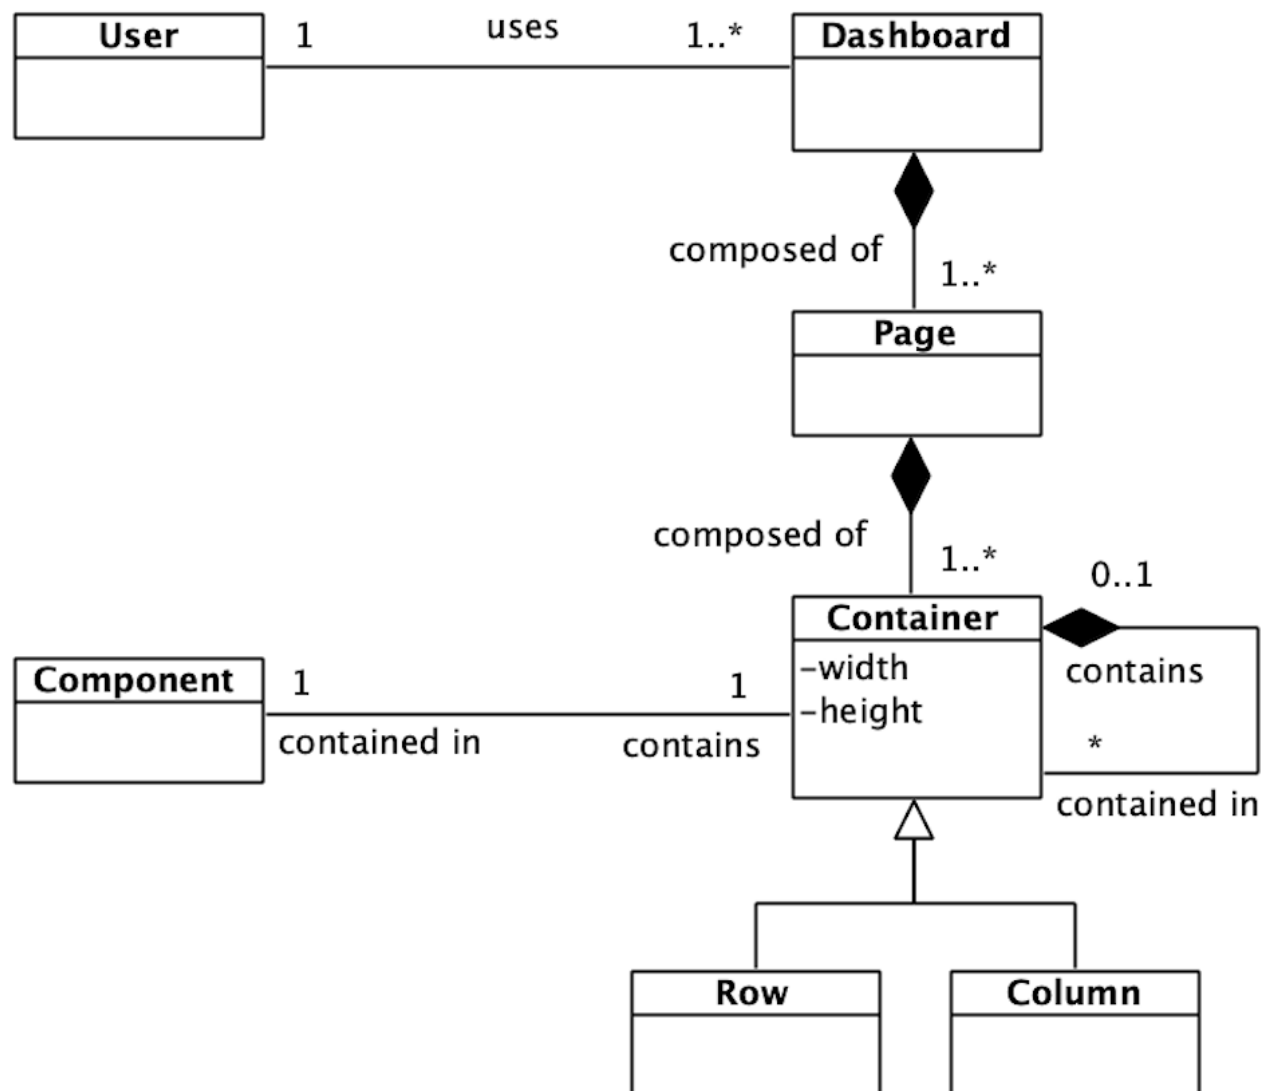 User
1
uses
1..*
Dashboard
composed of
1..*
Page
composed of
1..*
0..1
Container
–width
–height
contains
*
contained in
Component
1
1
contained in
contains
Row
Column